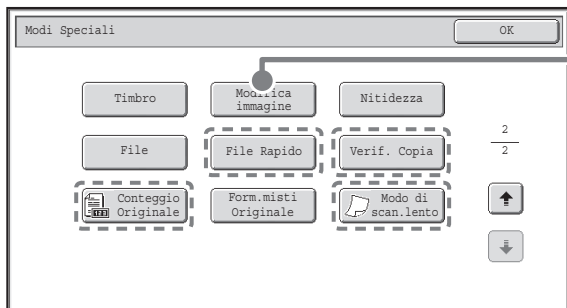 Modi Speciali
OK
Timbro
Modifica
immagine
Nitidezza
2
2
File
File Rapido
Verif. Copia
123
Conteggio
Originale
Form.misti
Originale
Modo di
scan.lento